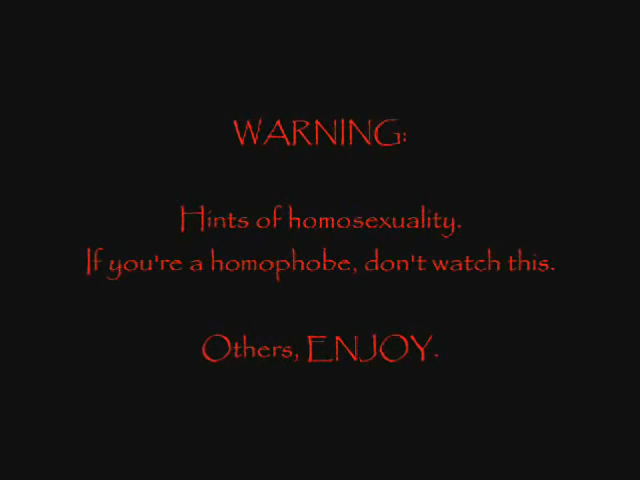 WARNING:
Hints of homosexuality.
If you're a homophobe, don't watch this.
Others, ENJOY.